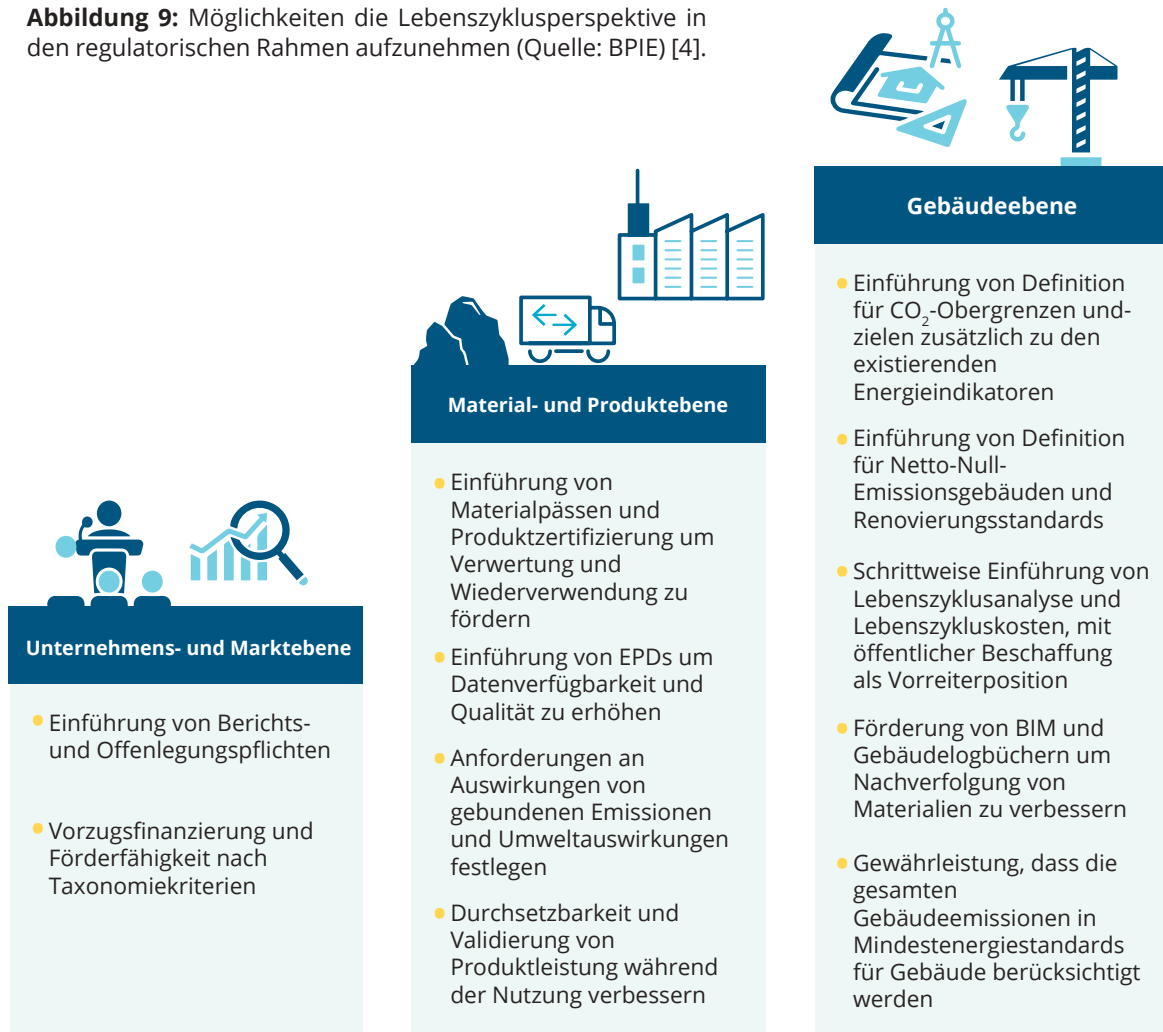 Abbildung 9: Möglichkeiten die Lebenszyklusperspektive in
den regulatorischen Rahmen aufzunehmen (Quelle: BPIE) [4].
Unternehmens- und Marktebene
Einführung von Berichts-
und Offenlegungspflichten
Vorzugsfinanzierung und
Förderfähigkeit nach
Taxonomiekriterien
Material- und Produktebene
Einführung von
Materialpässen und
Produktzertifizierung um
Verwertung und
Wiederverwendung zu
fördern
Einführung von EPDs um
Datenverfügbarkeit und
Qualität zu erhöhen
Anforderungen an
Auswirkungen von
gebundenen Emissionen
und Umweltauswirkungen
festlegen
Durchsetzbarkeit und
Validierung von
Produktleistung während
der Nutzung verbessern
Gebäudeebene
Einführung von Definition
für CO₂-Obergrenzen und-
zielen zusätzlich zu den
existierenden
Energieindikatoren
Einführung von Definition
für Netto-Null-
Emissionsgebäuden und
Renovierungsstandards
Schrittweise Einführung von
Lebenszyklusanalyse und
Lebenszykluskosten, mit
öffentlicher Beschaffung
als Vorreiterposition
Förderung von BIM und
Gebäudelogbüchern um
Nachverfolgung von
Materialien zu verbessern
Gewährleistung, dass die
gesamten
Gebäudeemissionen in
Mindestenergiestandards
für Gebäude berücksichtigt
werden